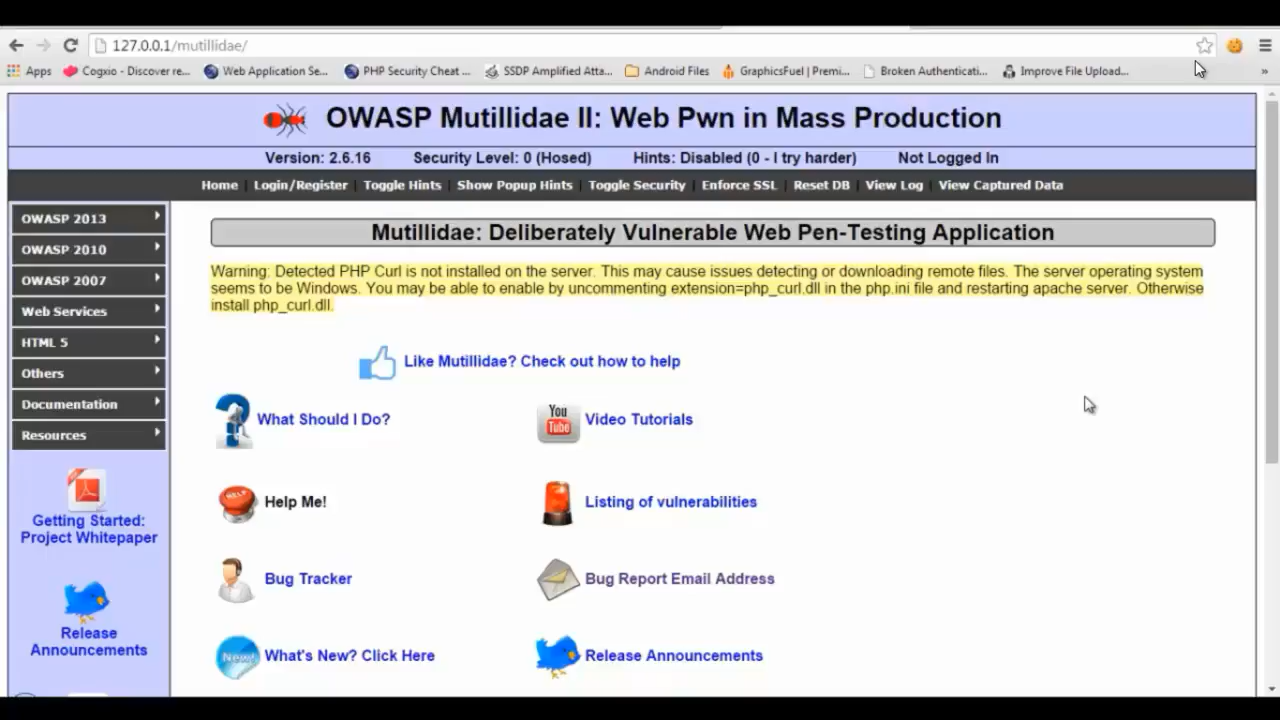 127.0.0.1/mutillidae/
Apps Cogxio - Discover re... Web Application Se... PHP Security Cheat ... SSDP Amplified Atta... Android Files GraphicsFuel | Premi... Broken Authenticati... Improve File Upload... »
OWASP Mutillidae II: Web Pwn in Mass Production
Version: 2.6.16 Security Level: 0 (Hosed) Hints: Disabled (0 - I try harder) Not Logged In
Home | Login/Register | Toggle Hints | Show Popup Hints | Toggle Security | Enforce SSL | Reset DB | View Log | View Captured Data
OWASP 2013
OWASP 2010
OWASP 2007
Web Services
HTML 5
Others
Documentation
Resources
Getting Started:
Project Whitepaper
Release
Announcements
Mutillidae: Deliberately Vulnerable Web Pen-Testing Application
Warning: Detected PHP Curl is not installed on the server. This may cause issues detecting or downloading remote files. The server operating system
seems to be Windows. You may be able to enable by uncommenting extension=php_curl.dll in the php.ini file and restarting apache server. Otherwise
install php_curl.dll.
Like Mutillidae? Check out how to help
What Should I Do?
You
Tube
Video Tutorials
HELP
Help Me!
Listing of vulnerabilities
Bug Tracker
Bug Report Email Address
New!
What's New? Click Here
Release Announcements